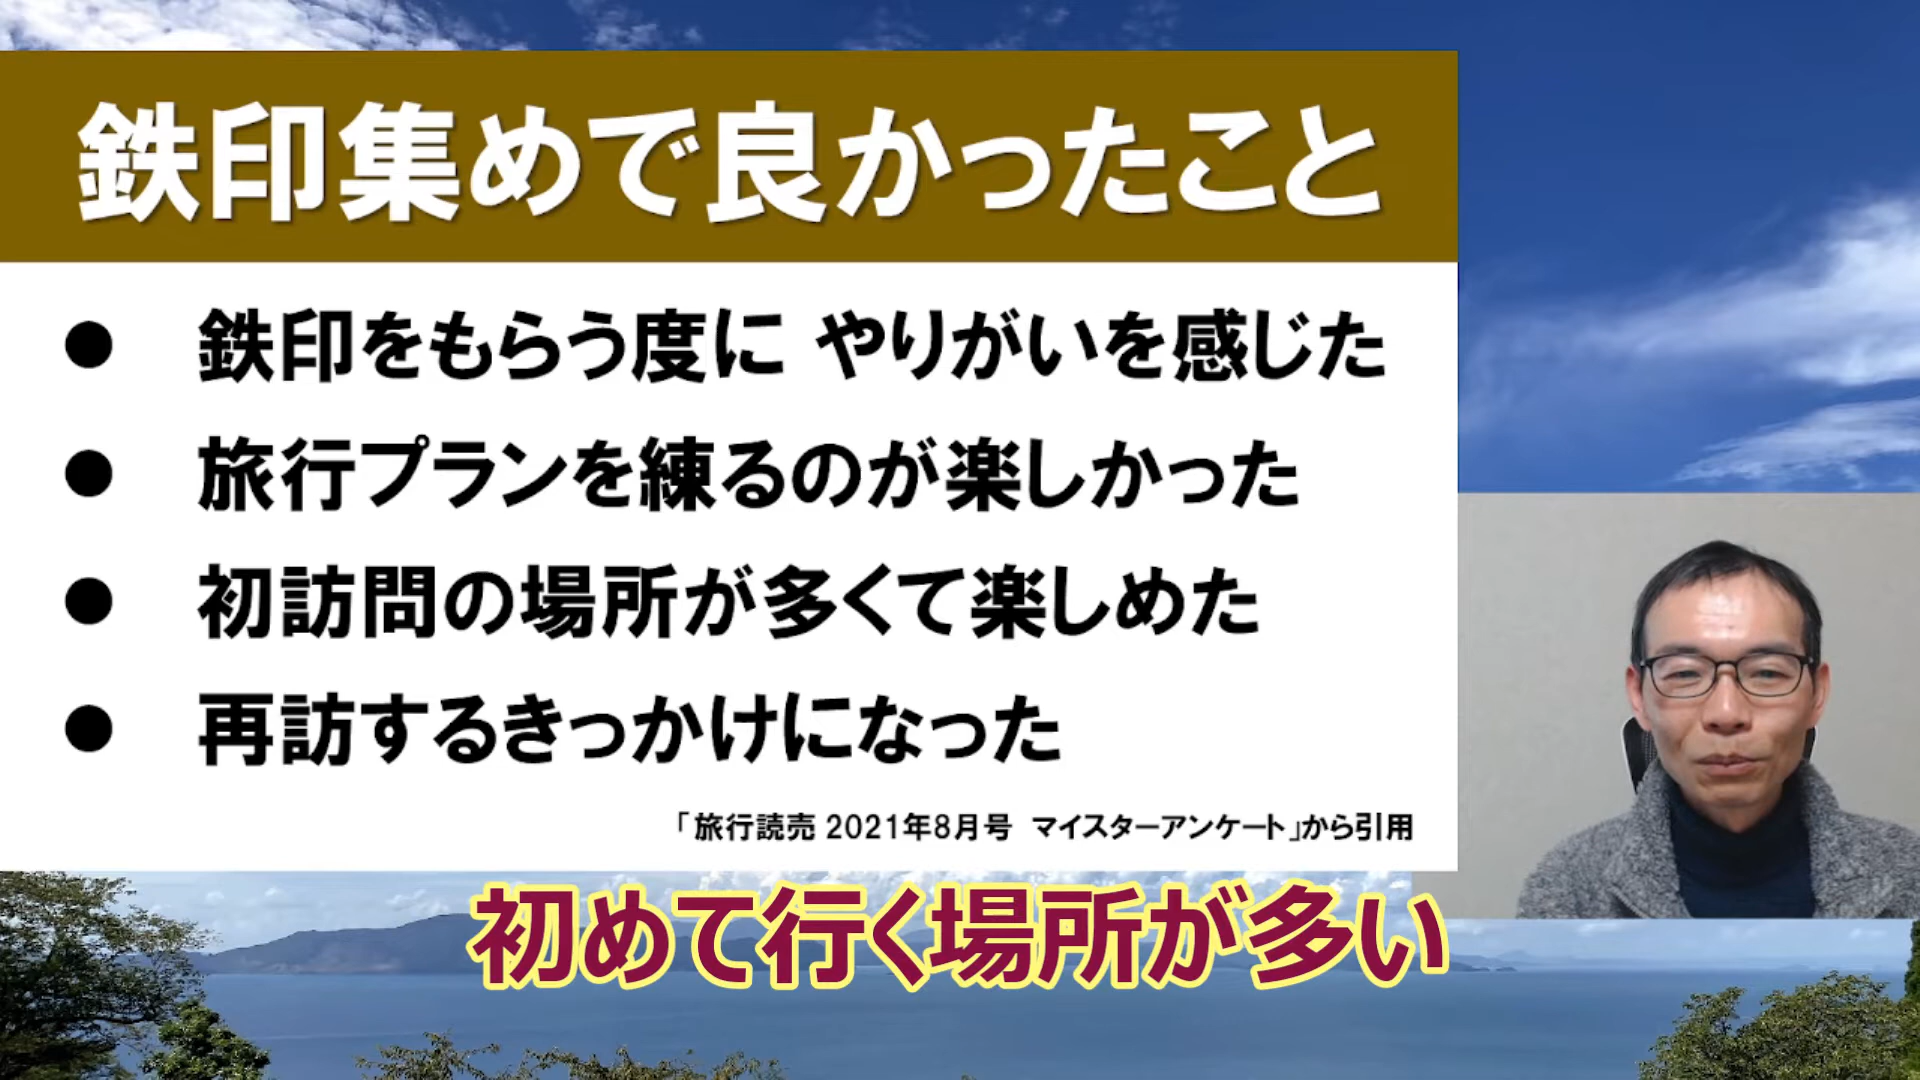 鉄印集めで良かったこと
● 鉄印をもらう度に やりがいを感じた
● 旅行プランを練るのが楽しかった
● 初訪問の場所が多くて楽しめた
● 再訪するきっかけになった
「旅行読売 2021年8月号 マイスターアンケート」から引用
初めて行く場所が多い